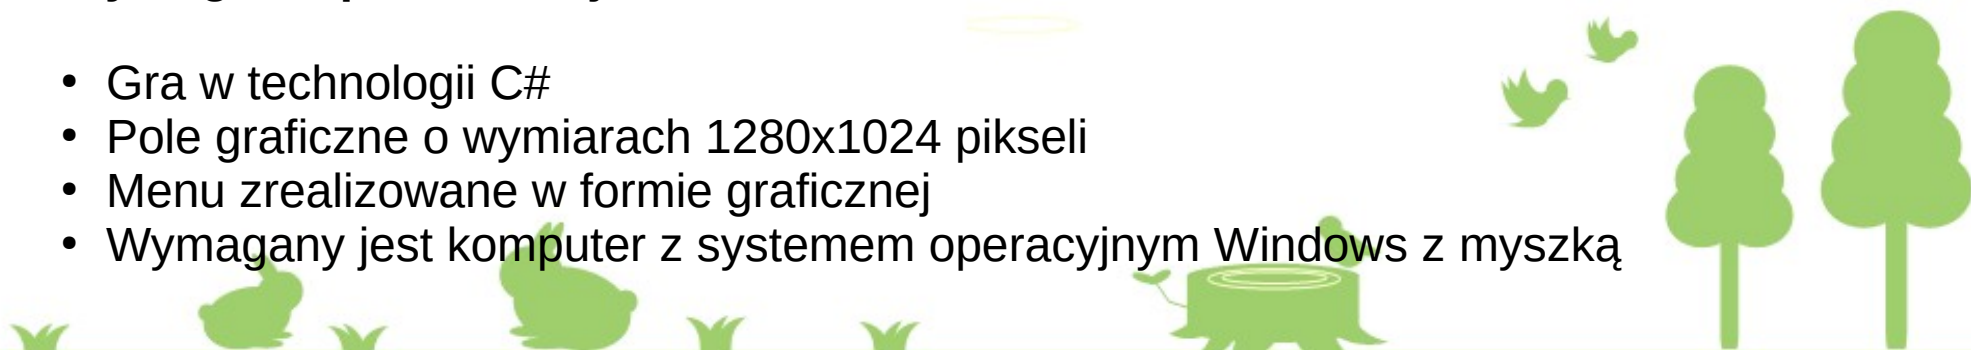 • Gra w technologii C#
• Pole graficzne o wymiarach 1280x1024 pikseli
• Menu zrealizowane w formie graficznej
• Wymagany jest komputer z systemem operacyjnym Windows z myszką